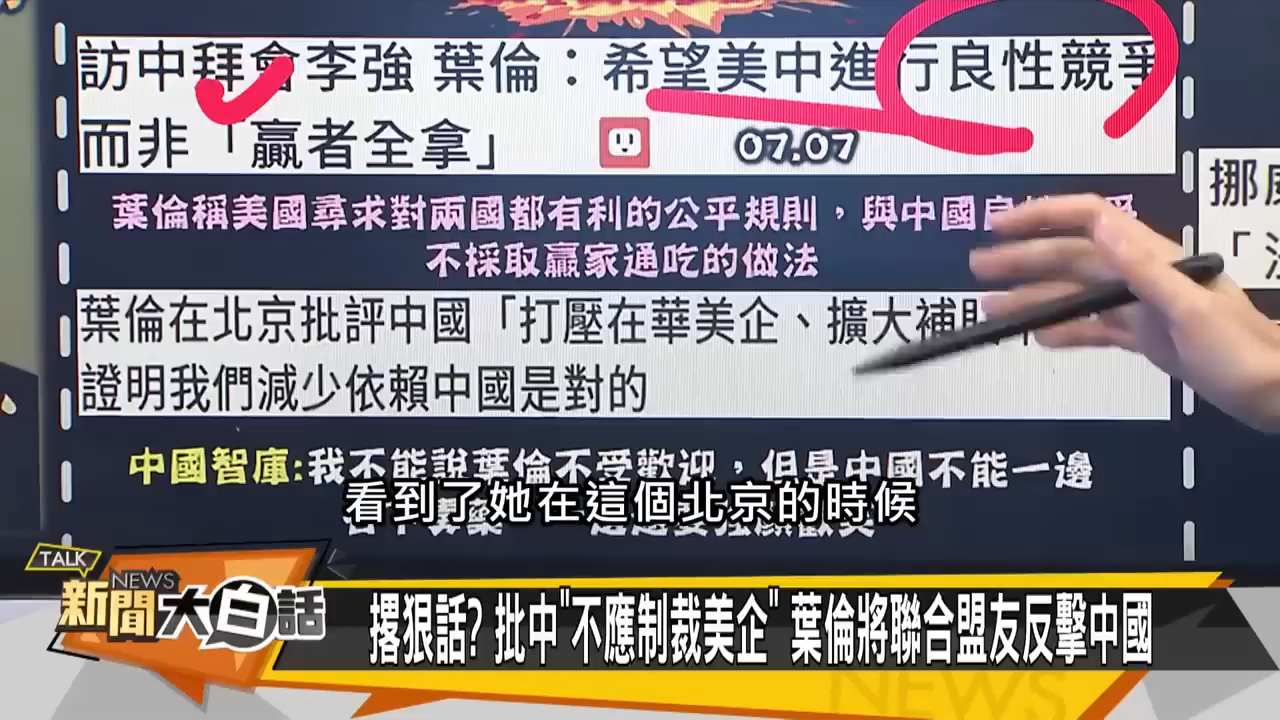 訪中拜會李強 葉倫：希望美中進行良性競爭
而非「贏者全拿」
07.07
葉倫稱美國尋求對兩國都有利的公平規則，與中國
不採取贏家通吃的做法
葉倫在北京批評中國「打壓在華美企、擴大補
證明我們減少依賴中國是對的
中國智庫:我不能說葉倫不受歡迎，但是中國不能一邊
看到了她在這個北京的時候
挪
「
TALK
NEWS
新聞大白話
撂狠話? 批中"不應制裁美企" 葉倫將聯合盟友反擊中國
NEWS